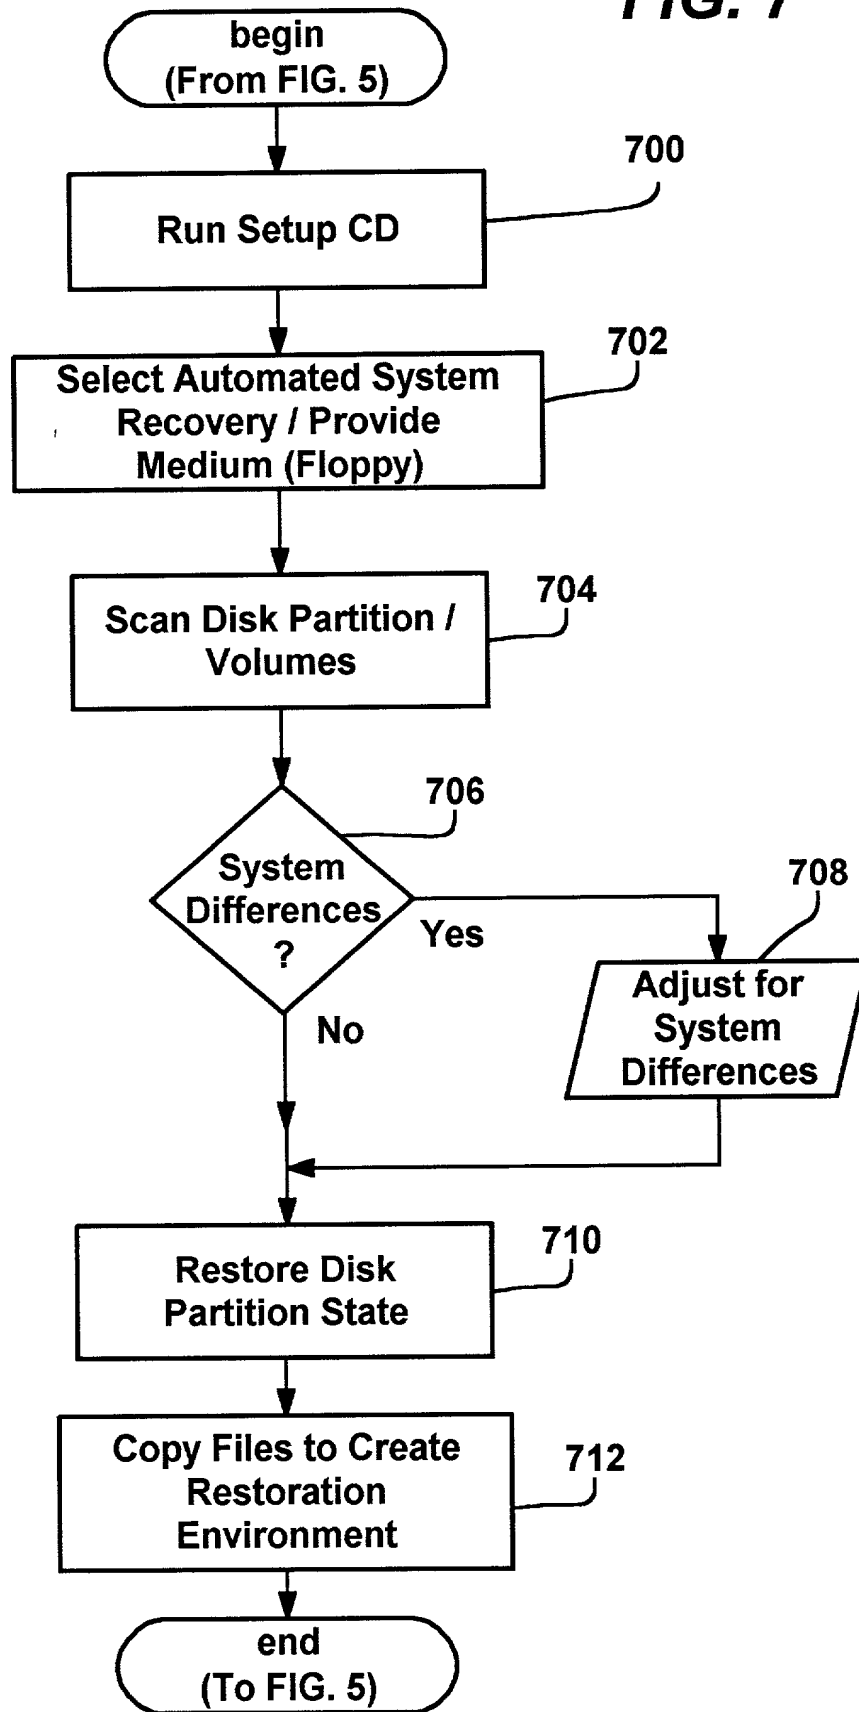 FIG. 7
begin
(From FIG. 5)
700
Run Setup CD
702
Select Automated System
Recovery / Provide
Medium (Floppy)
704
Scan Disk Partition /
Volumes
706
System
Differences
?
Yes
No
708
Adjust for
System
Differences
710
Restore Disk
Partition State
712
Copy Files to Create
Restoration
Environment
end
(To FIG. 5)